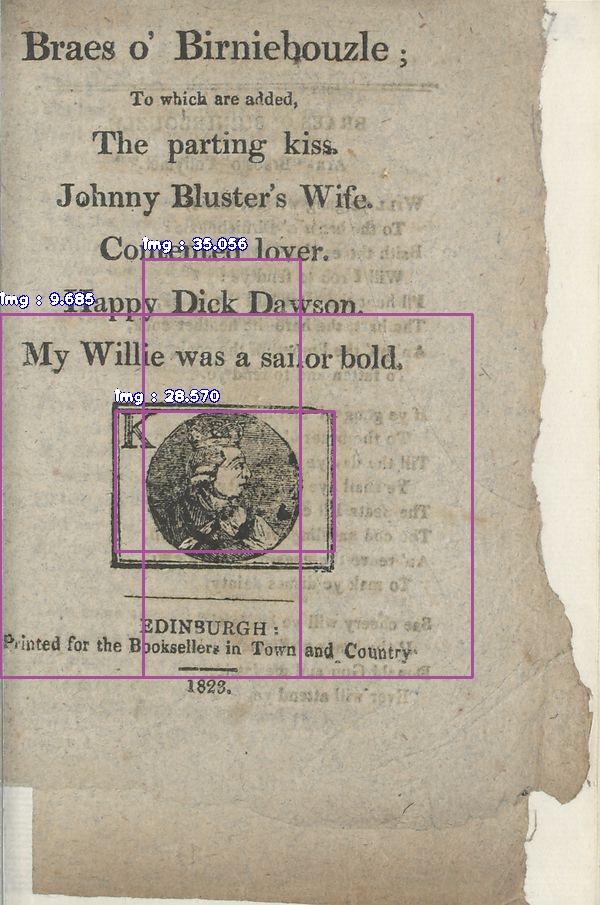 Braes o' Birniebouzle;
To which are added,
The parting kiss.
Johnny Bluster's Wife.
Contented lover.
Happy Dick Dawson.
My Willie was a sailor bold.
K
EDINBURGH:
Printed for the Booksellers in Town and Country
1823.
img : 35.056
img : 9.685
img : 28.570